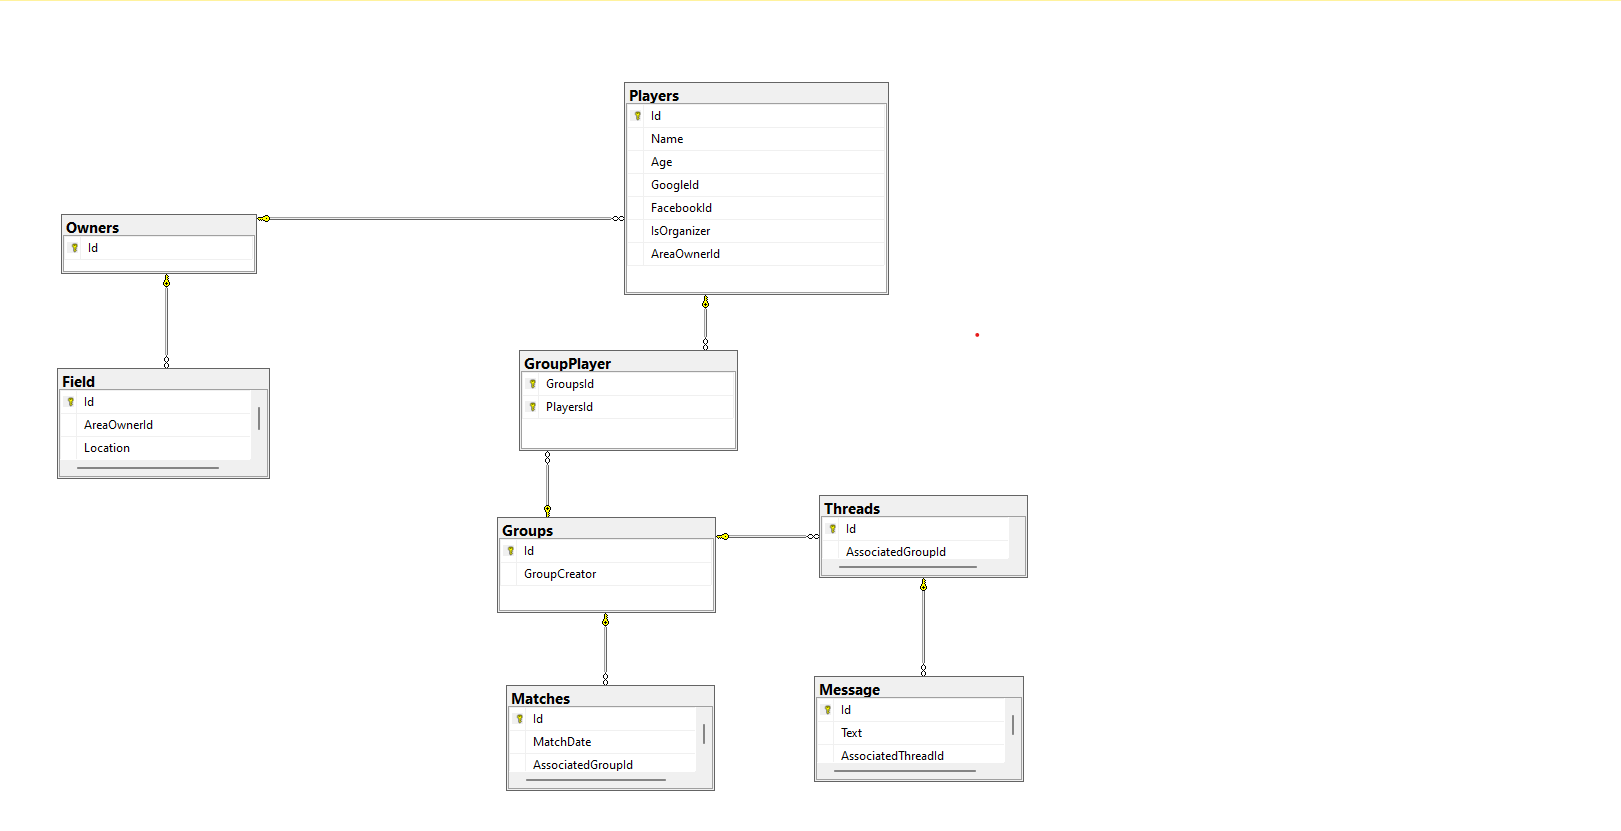 Players
Id
Name
Age
GoogleId
FacebookId
IsOrganizer
AreaOwnerId
Owners
Id
Field
Id
AreaOwnerId
Location
GroupPlayer
GroupsId
PlayersId
Groups
Id
GroupCreator
Threads
Id
AssociatedGroupId
Matches
Id
MatchDate
AssociatedGroupId
Message
Id
Text
AssociatedThreadId